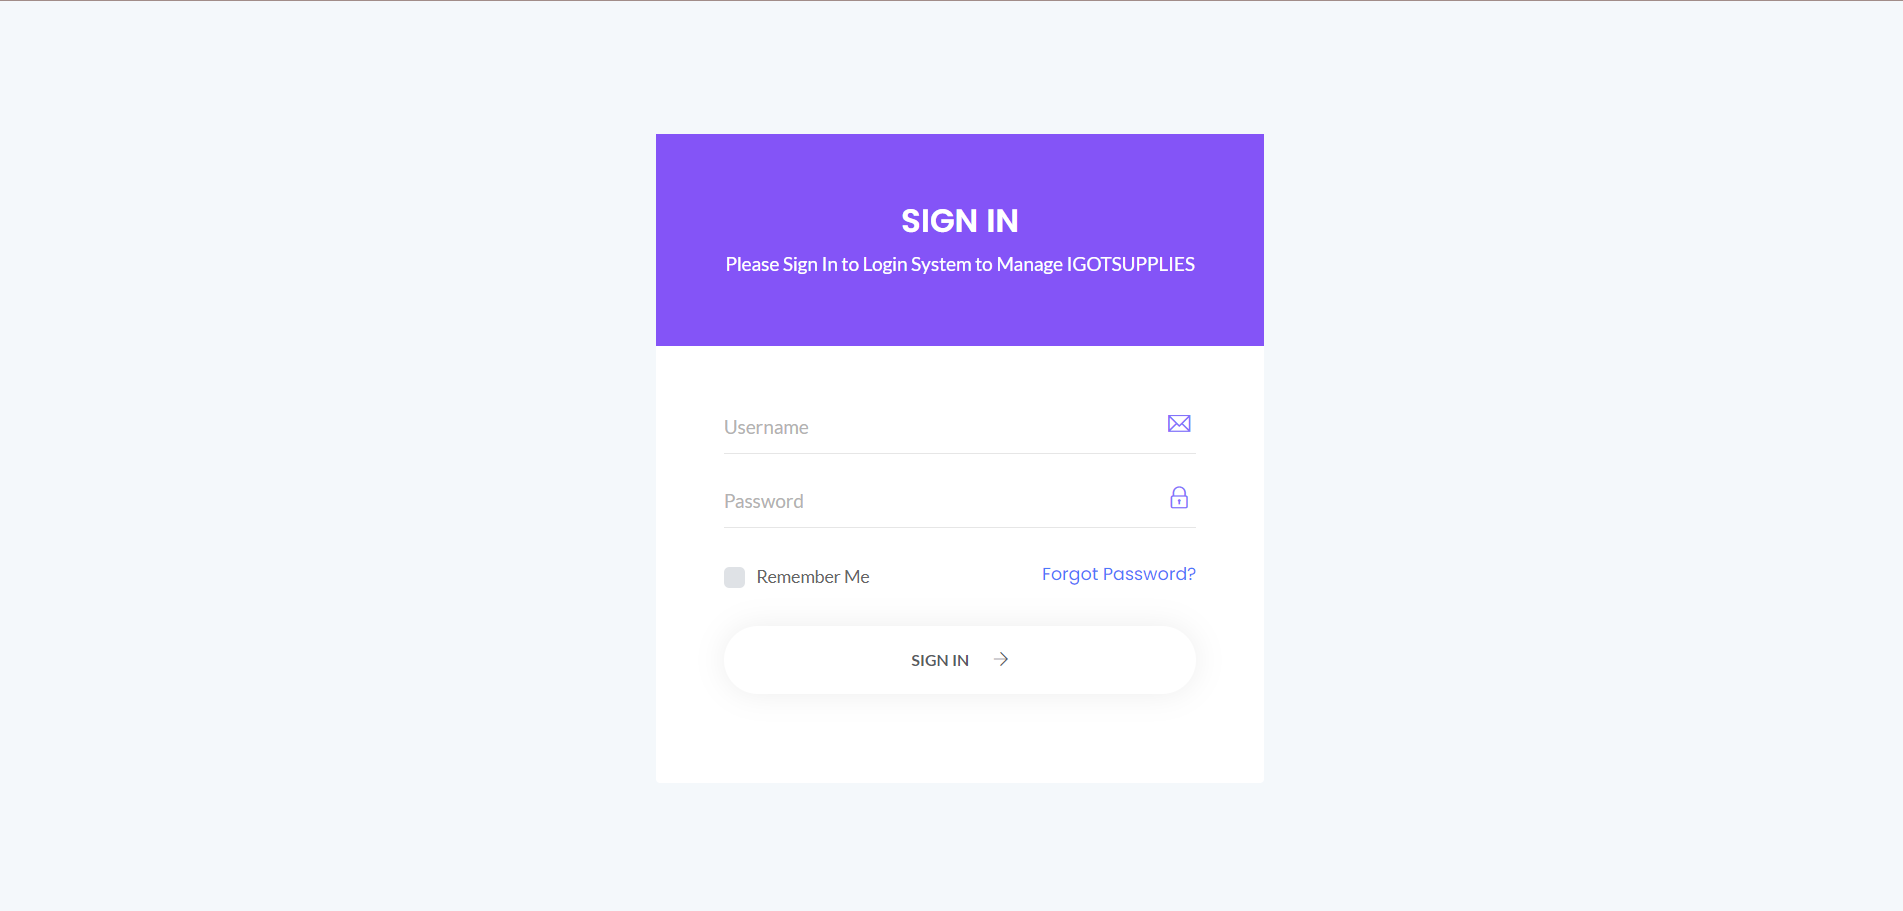 SIGN IN
Please Sign In to Login System to Manage IGOTSUPPLIES
Username
Password
Remember Me
Forgot Password?
SIGN IN